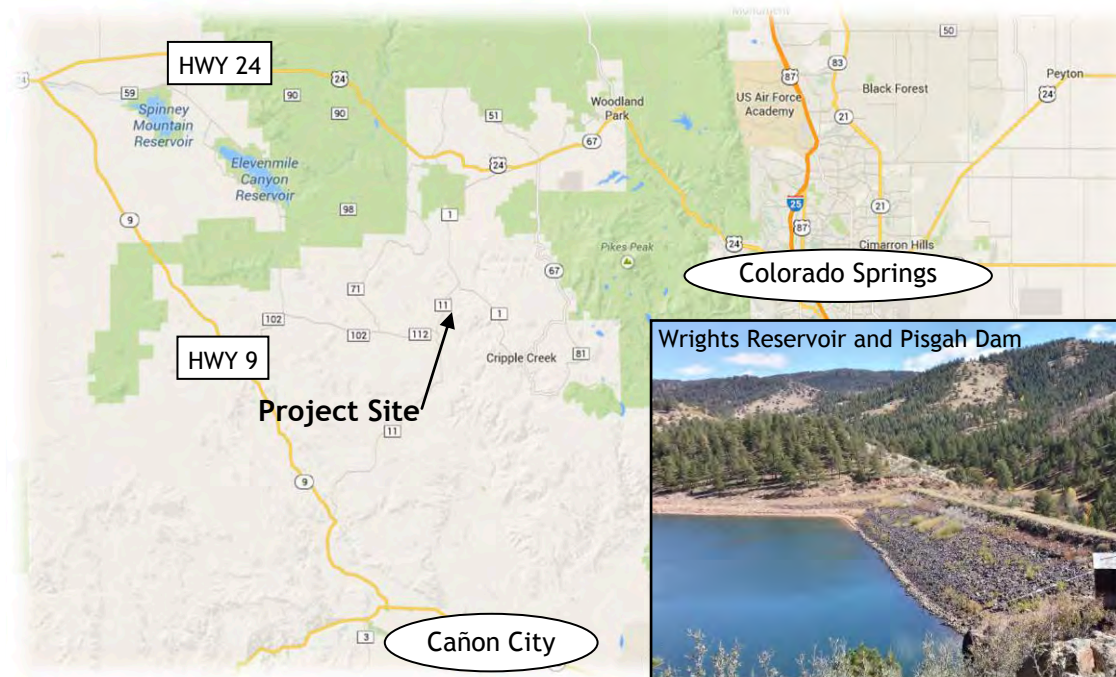 Monument
HWY 24
24
87
83
50
Peyton
59
Spinney
Mountain
Reservoir
90
90
24
51
Woodland
Park
US Air Force
Academy
Black Forest
21
24
67
24
Elevenmile
Canyon
Reservoir
98
1
25
87
21
9
Pikes Peak
24
Cimarron Hills
67
Colorado Springs
71
11
1
102
102
112
Cripple Creek
81
HWY 9
Project Site
11
9
Wrights Reservoir and Pisgah Dam
3
Cañon City